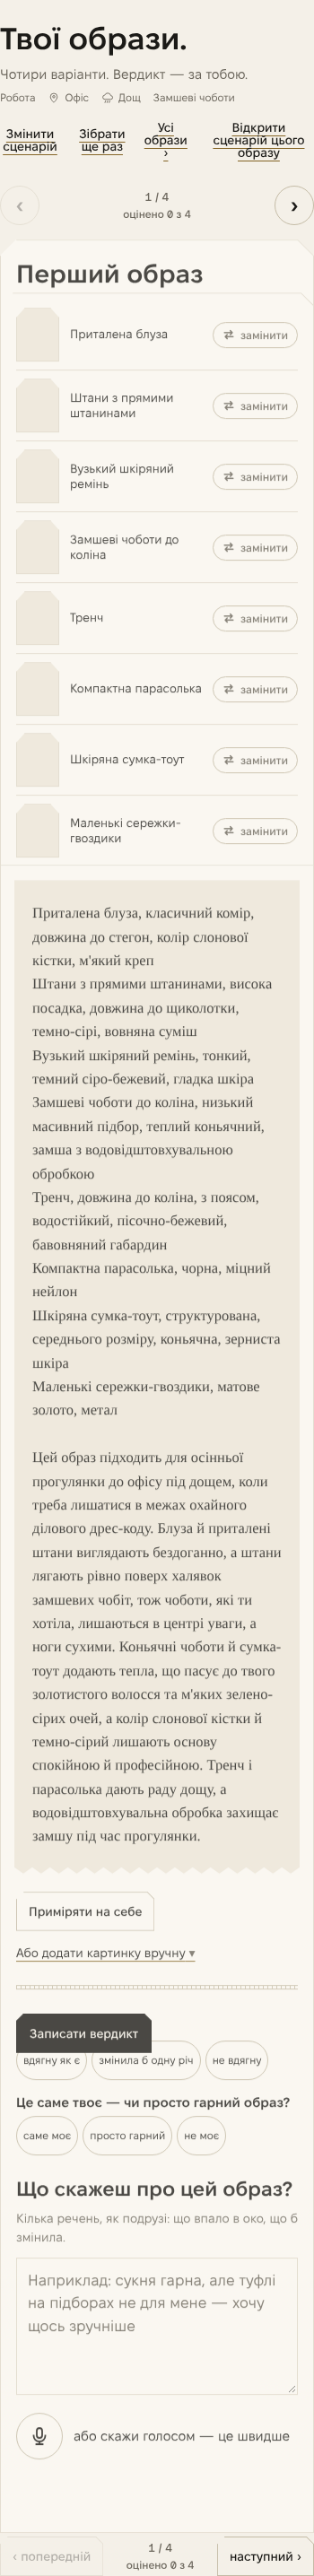 Твої образи.
Чотири варіанти. Вердикт — за тобою.
Робота Офіс Дощ Замшеві чоботи
Змінити сценарій
Зібрати ще раз
Усі образи ›
Відкрити сценарій цього образу
‹
1 / 4
оцінено 0 з 4
›
Перший образ
Приталена блуза
замінити
Штани з прямими
штанинами
замінити
Вузький шкіряний
ремінь
замінити
Замшеві чоботи до
коліна
замінити
Тренч
замінити
Компактна парасолька
замінити
Шкіряна сумка-тоут
замінити
Маленькі сережки-
гвоздики
замінити
Приталена блуза, класичний комір,
довжина до стегон, колір слонової
кістки, м'який креп
Штани з прямими штанинами, висока
посадка, довжина до щиколотки,
темно-сірі, вовняна суміш
Вузький шкіряний ремінь, тонкий,
темний сіро-бежевий, гладка шкіра
Замшеві чоботи до коліна, низький
масивний підбор, теплий коньячний,
замша з водовідштовхувальною
обробкою
Тренч, довжина до коліна, з поясом,
водостійкий, пісочно-бежевий,
бавовняний габардин
Компактна парасолька, чорна, міцний
нейлон
Шкіряна сумка-тоут, структурована,
середнього розміру, коньячна, зерниста
шкіра
Маленькі сережки-гвоздики, матове
золото, метал
Цей образ підходить для осінньої
прогулянки до офісу під дощем, коли
треба лишатися в межах охайного
ділового дрес-коду. Блуза й приталені
штани виглядають бездоганно, а штани
лягають рівно поверх халявок
замшевих чобіт, тож чоботи, які ти
хотіла, лишаються в центрі уваги, а
ноги сухими. Коньячні чоботи й сумка-
тоут додають тепла, що пасує до твого
золотистого волосся та м'яких зелено-
сірих очей, а колір слонової кістки й
темно-сірий лишають основу
спокійною й професійною. Тренч і
парасолька дають раду дощу, а
водовідштовхувальна обробка захищає
замшу під час прогулянки.
Приміряти на себе
Або додати картинку вручну ▾
Записати вердикт
вдягну як є змінила б одну річ не вдягну
Це саме твоє — чи просто гарний образ?
саме моє просто гарний не моє
Що скажеш про цей образ?
Кілька речень, як подрузі: що впало в око, що б
змінила.
Наприклад: сукня гарна, але туфлі
на підборах не для мене — хочу
щось зручніше
або скажи голосом — це швидше
‹ попередній
1 / 4
оцінено 0 з 4
наступний ›